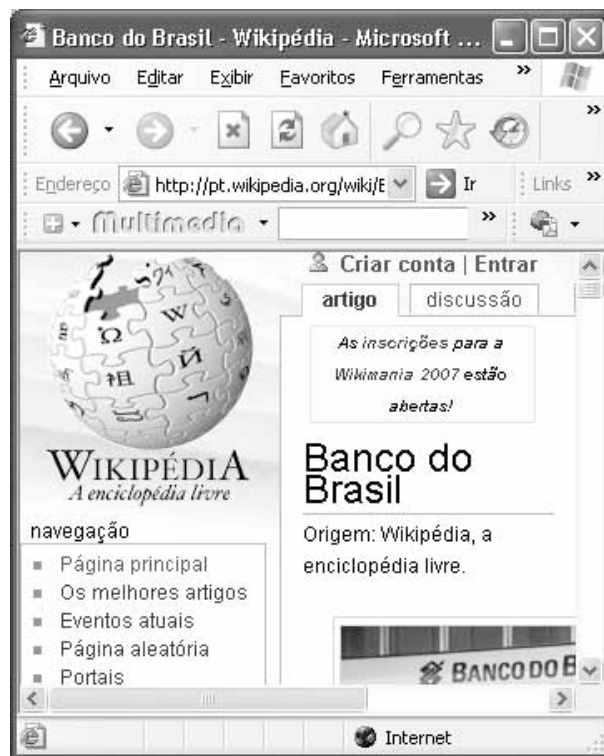 Banco do Brasil - Wikipédia - Microsoft ...
Arquivo Editar Exibir Favoritos Ferramentas »
»
Endereço http://pt.wikipedia.org/wiki/E Ir Links »
Multimedia »
Criar conta | Entrar
artigo discussão
As inscrições para a
Wikimania 2007 estão
abertas!
WIKIPÉDIA
A enciclopédia livre
Banco do
Brasil
navegação
Origem: Wikipédia, a
enciclopédia livre.
Página principal
Os melhores artigos
Eventos atuais
Página aleatória
Portais
BANCO DO B
Internet